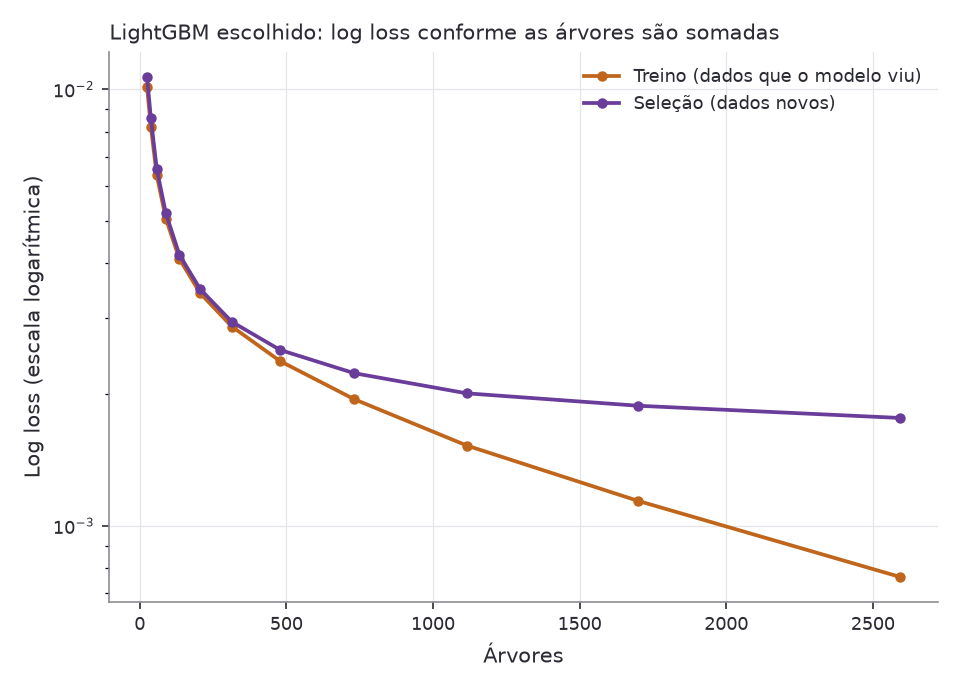 LightGBM escolhido: log loss conforme as árvores são somadas
Treino (dados que o modelo viu)
Seleção (dados novos)
Log loss (escala logarítmica)
10⁻²
10⁻³
0 500 1000 1500 2000 2500
Árvores